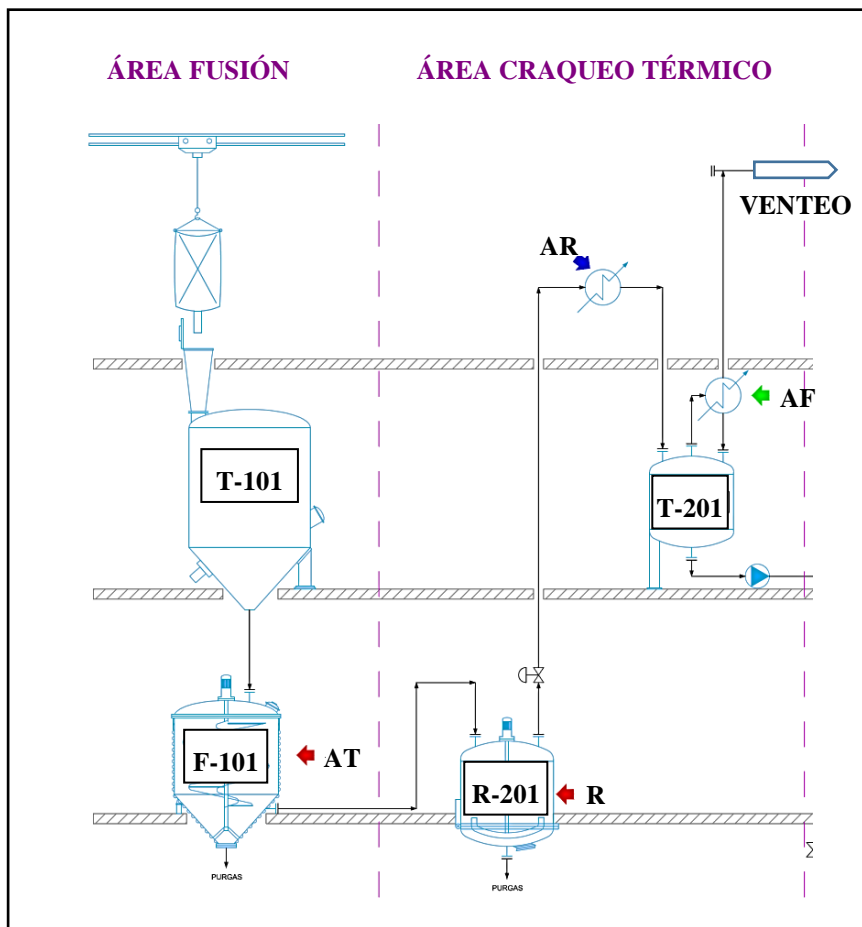 ÁREA FUSIÓN
ÁREA CRAQUEO TÉRMICO
VENTEO
AR
AF
T-101
T-201
F-101
AT
R-201
R
PURGAS
PURGAS